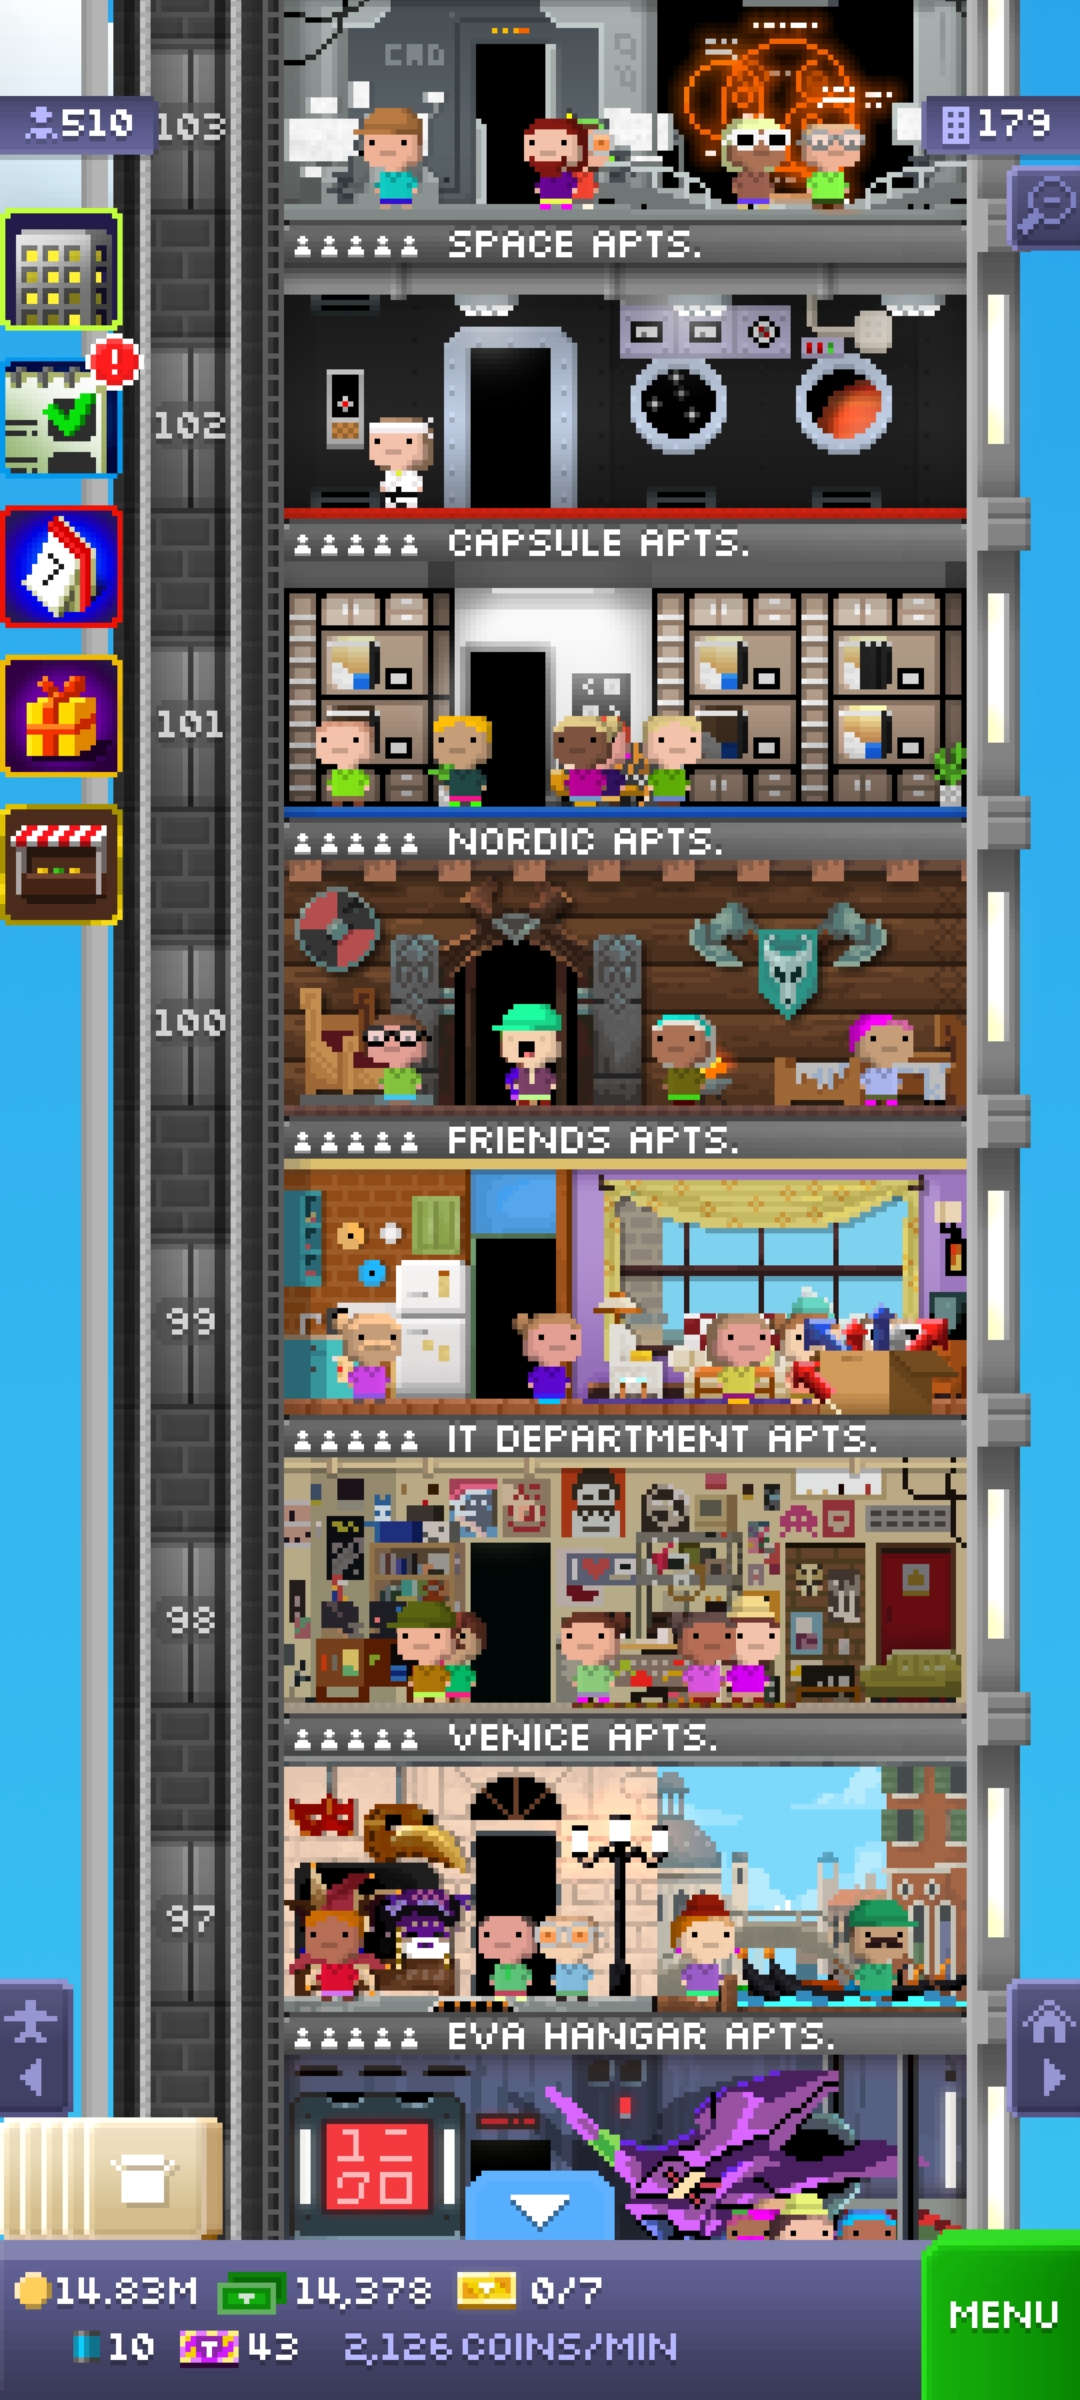 CMD
04
510
103
179
SPACE APTS.
102
CAPSULE APTS.
101
NORDIC APTS.
100
FRIENDS APTS.
99
IT DEPARTMENT APTS.
98
VENICE APTS.
97
EVA HANGAR APTS.
14.83M 14,378 0/7
10 43 2,126 COINS/MIN
MENU